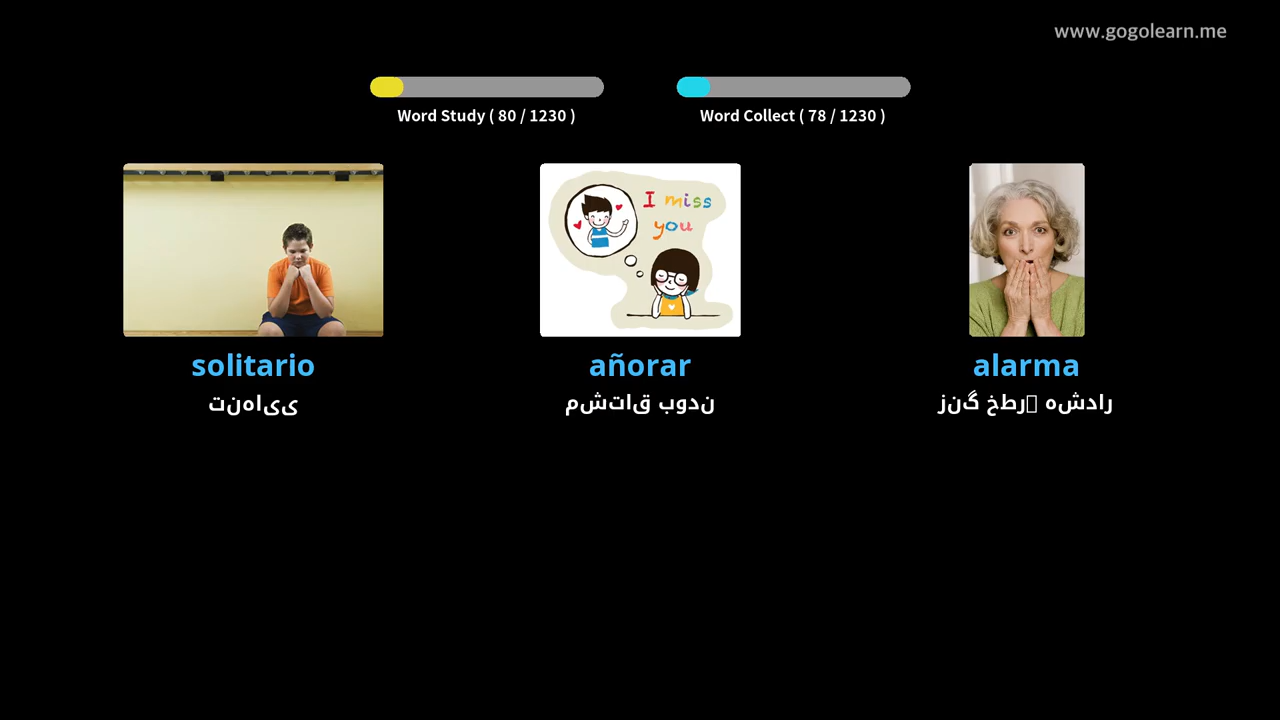 www.gogolearn.me
Word Study ( 80 / 1230 )
Word Collect ( 78 / 1230 )
I miss
you
solitario
تنهایی
añorar
مشتاق بودن
alarma
زنگ خطر□ هشدار